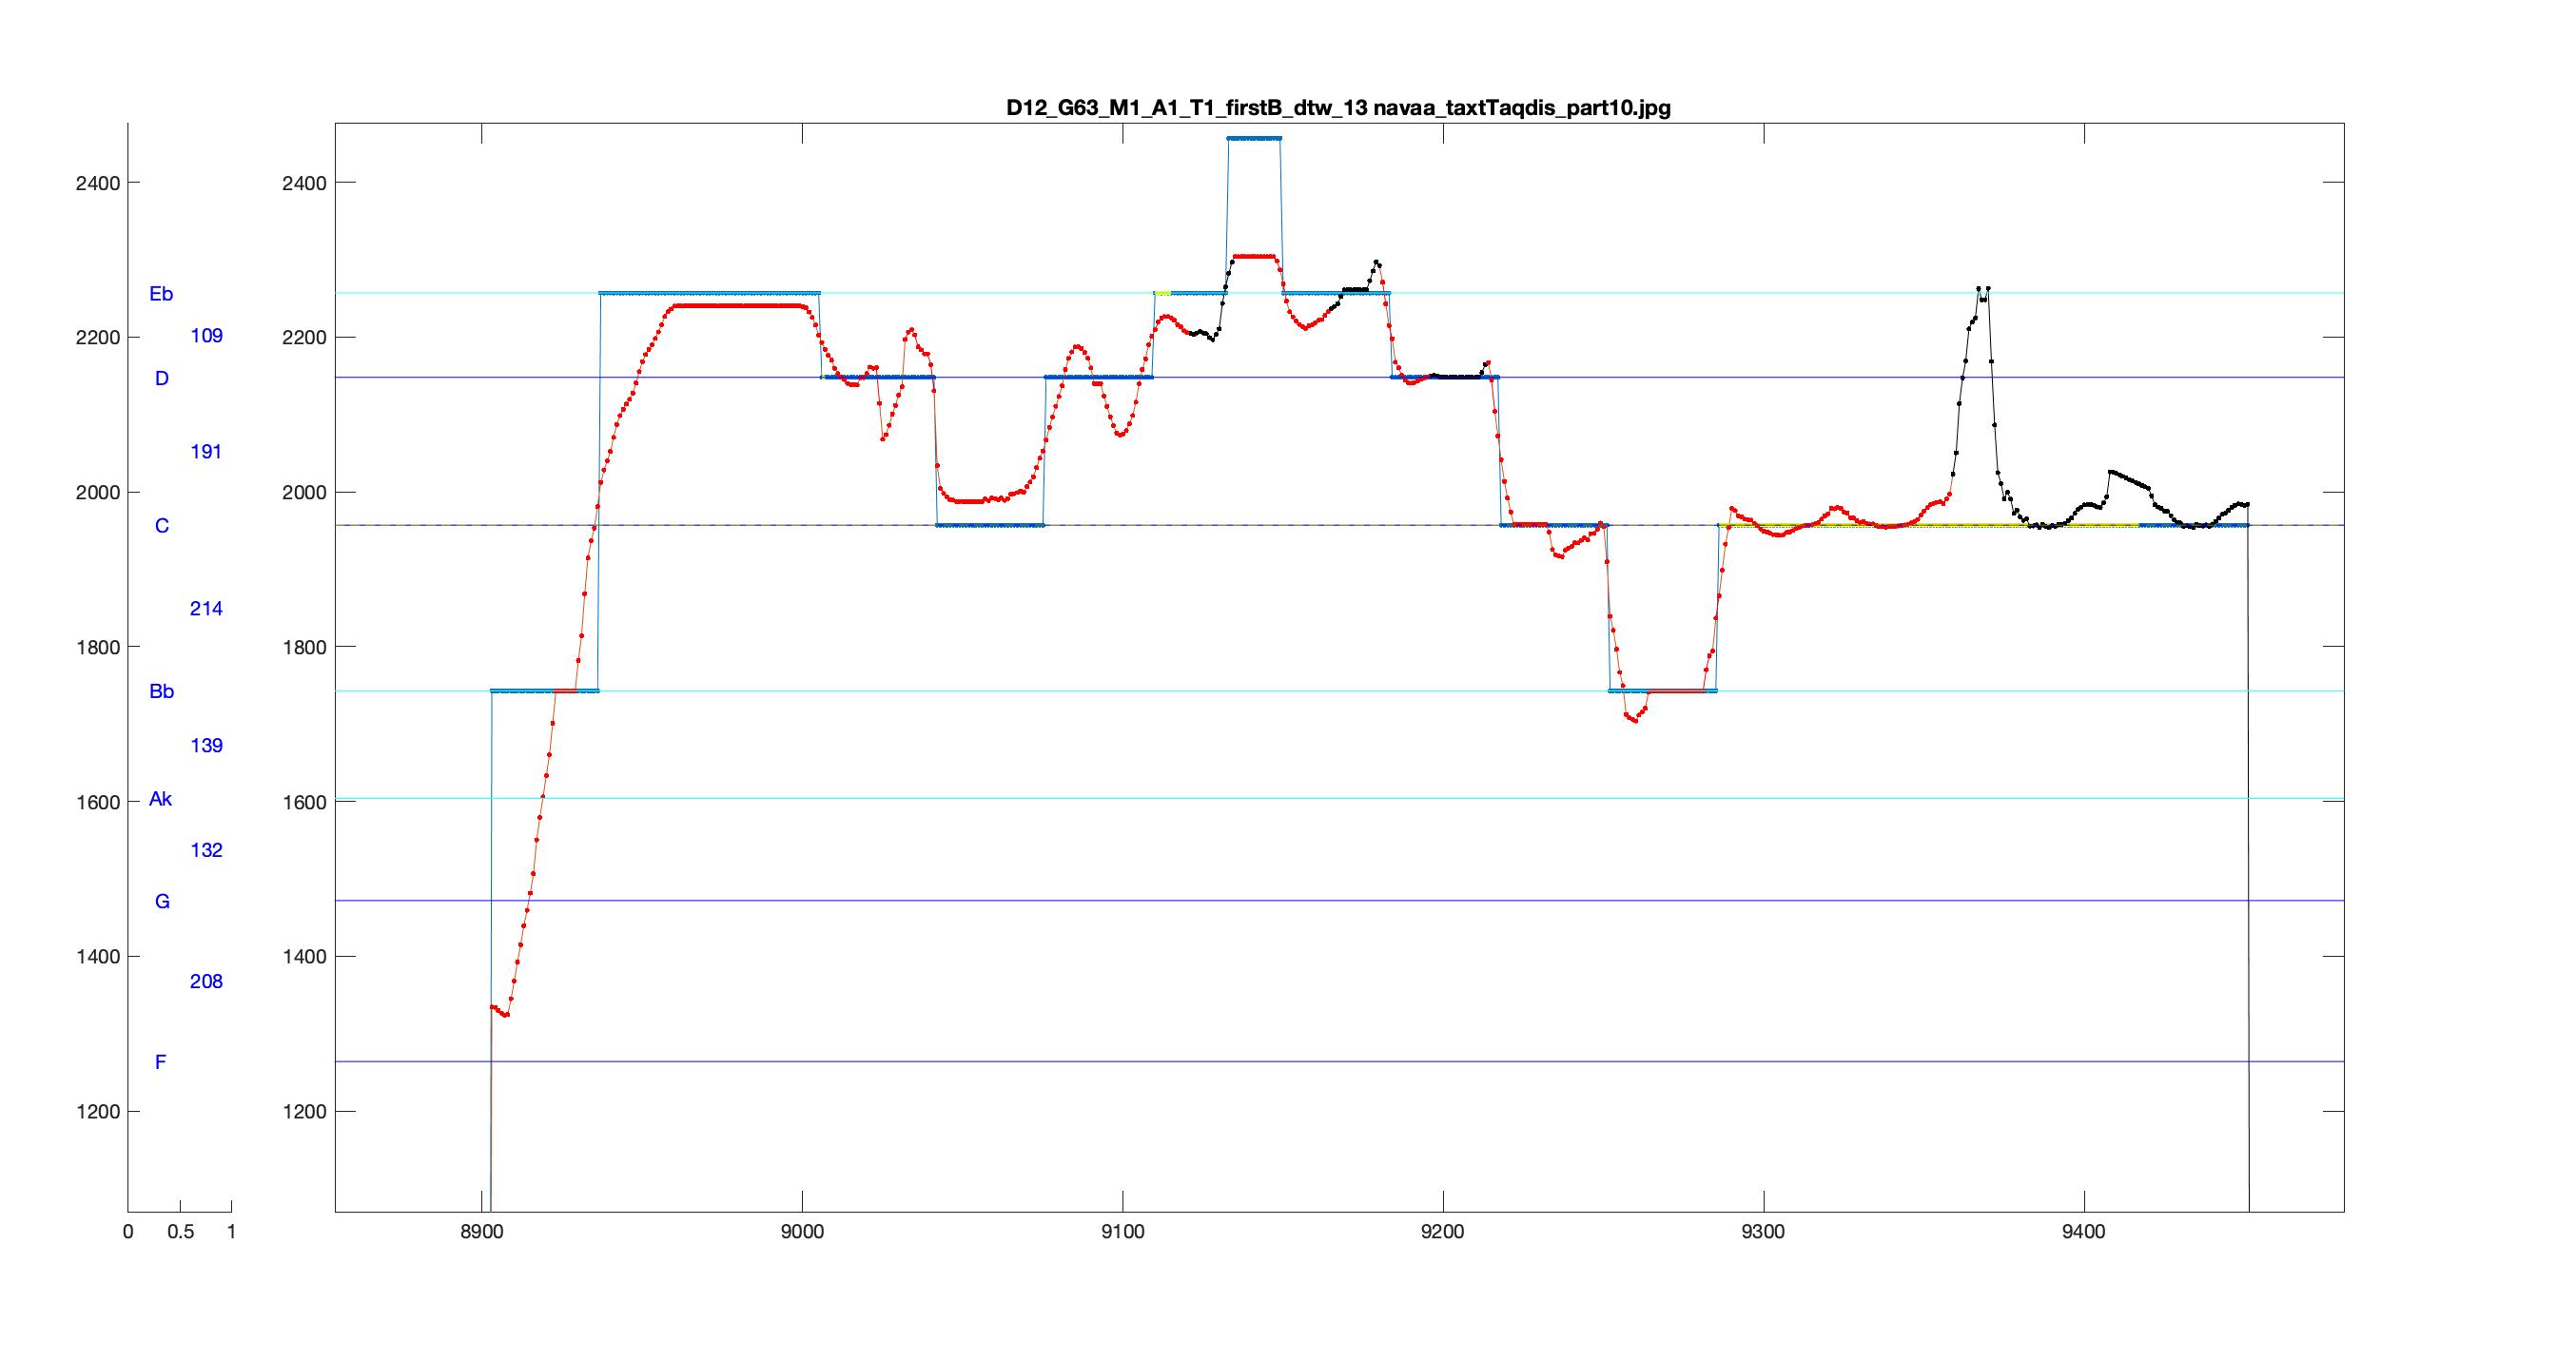 D12_G63_M1_A1_T1_firstB_dtw_13 navaa_taxtTaqdis_part10.jpg
2400 2400
Eb
109
2200 2200
D
191
2000 2000
C
214
1800 1800
Bb
139
1600 Ak 1600
132
G
1400 1400
208
F
1200 1200
0 0.5 1 8900 9000 9100 9200 9300 9400